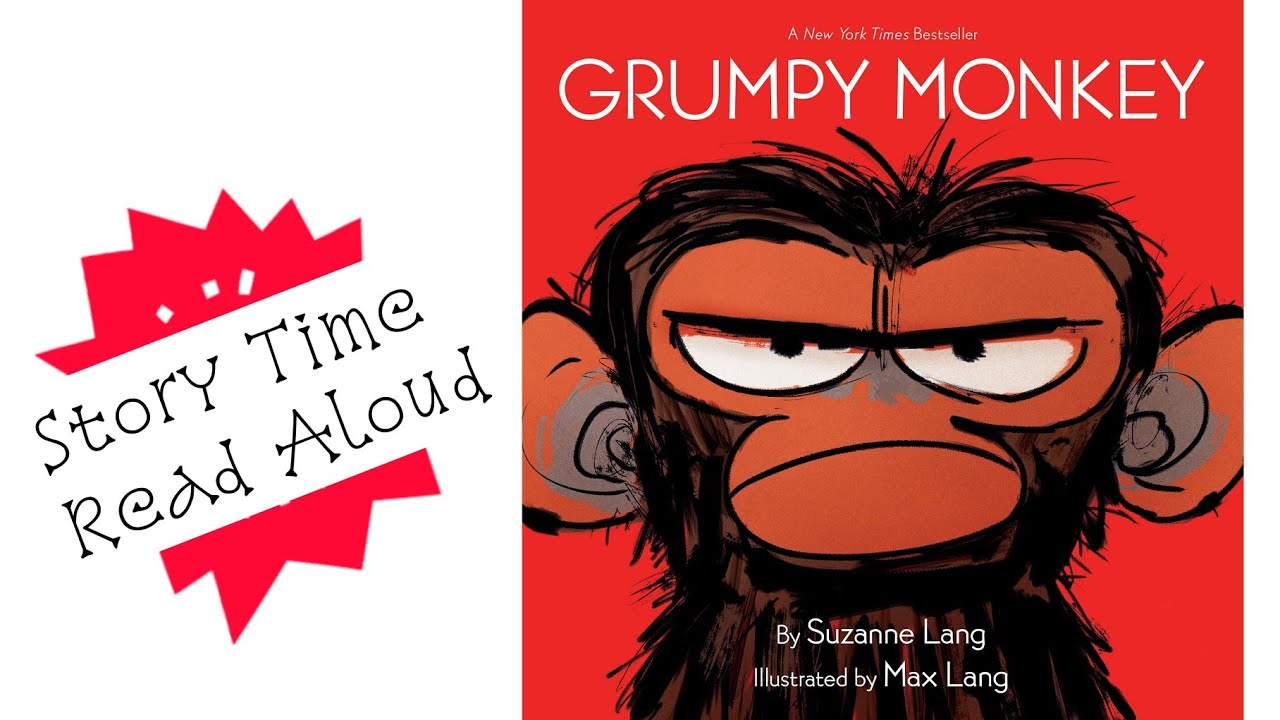 Story Time
Read Aloud
A New York Times Bestseller
GRUMPY MONKEY
By Suzanne Lang
Illustrated by Max Lang